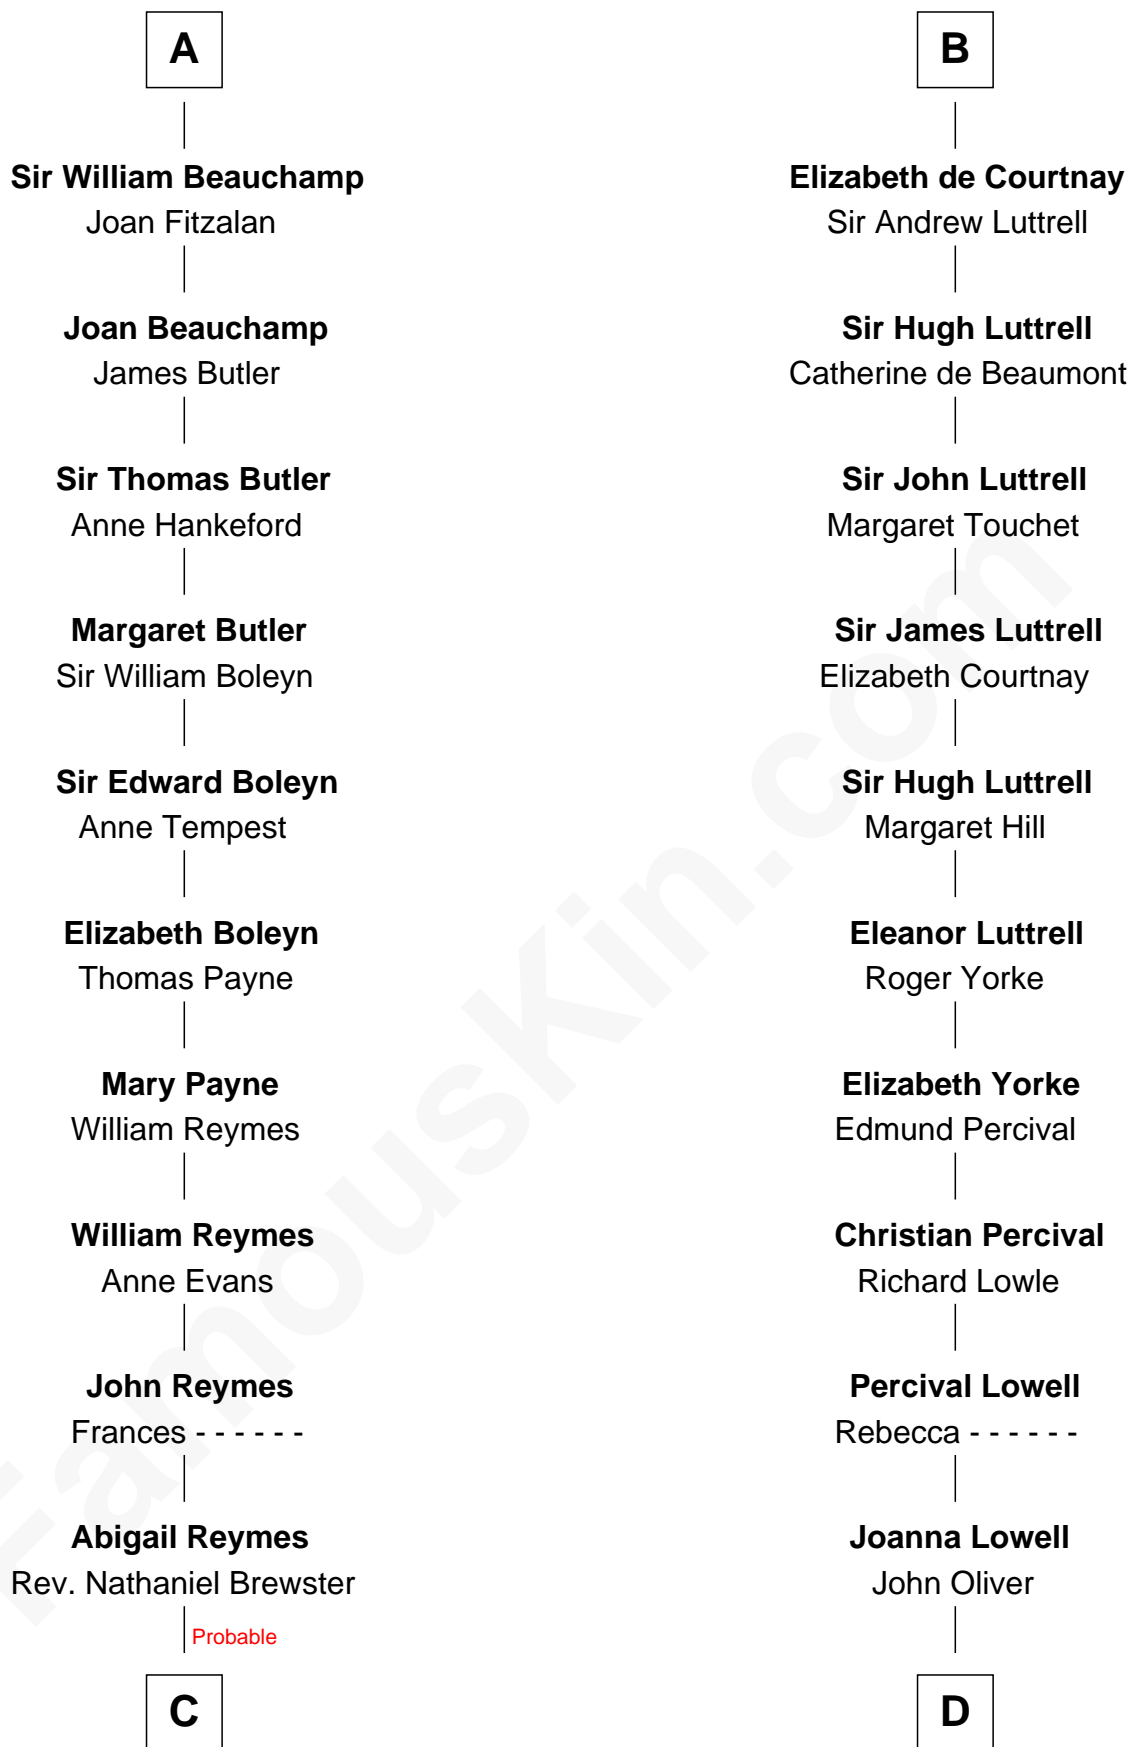 A
Sir William Beauchamp
Joan Fitzalan
Joan Beauchamp
James Butler
Sir Thomas Butler
Anne Hankeford
Margaret Butler
Sir William Boleyn
Sir Edward Boleyn
Anne Tempest
Elizabeth Boleyn
Thomas Payne
Mary Payne
William Reymes
William Reymes
Anne Evans
John Reymes
Frances - - - - - -
Abigail Reymes
Rev. Nathaniel Brewster
Probable
C
B
Elizabeth de Courtnay
Sir Andrew Luttrell
Sir Hugh Luttrell
Catherine de Beaumont
Sir John Luttrell
Margaret Touchet
Sir James Luttrell
Elizabeth Courtnay
Sir Hugh Luttrell
Margaret Hill
Eleanor Luttrell
Roger Yorke
Elizabeth Yorke
Edmund Percival
Christian Percival
Richard Lowle
Percival Lowell
Rebecca - - - - - -
Joanna Lowell
John Oliver
D
FamousKin.com